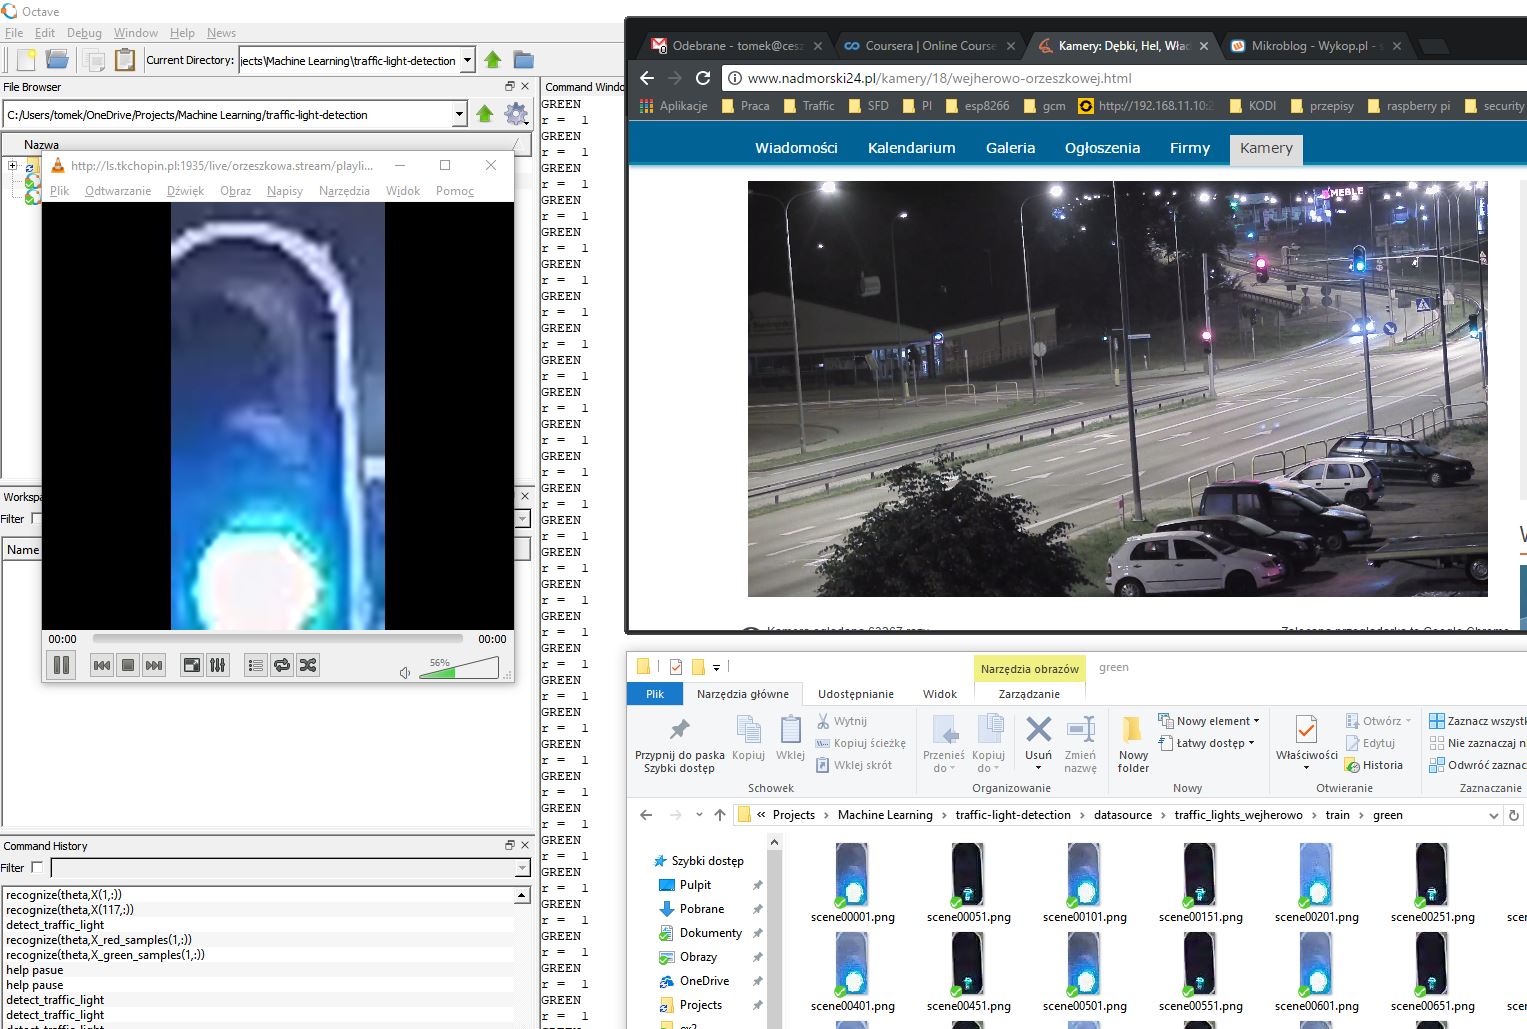 Octave
File Edit Debug Window Help News
Current Directory: jects\Machine Learning\traffic-light-detection
File Browser
C:/Users/tomek/OneDrive/Projects/Machine Learning/traffic-light-detection
Nazwa
http://ls.tkchopin.pl:1935/live/orzeszkowa.stream/playli...
Plik Odtwarzanie Dźwięk Obraz Napisy Narzędzia Widok Pomoc
00:00 00:00
56%
Workspa
Filter
Name
Command History
Filter
recognize(theta,X(1,:))
recognize(theta,X(117,:))
detect_traffic_light
recognize(theta,X_red_samples(1,:))
recognize(theta,X_green_samples(1,:))
help pasue
help pause
detect_traffic_light
detect_traffic_light
detect_traffic_light
Command Windo
GREEN
r = 1
GREEN
r = 1
GREEN
r = 1
GREEN
r = 1
GREEN
r = 1
GREEN
r = 1
GREEN
r = 1
GREEN
r = 1
GREEN
r = 1
GREEN
r = 1
GREEN
r = 1
GREEN
r = 1
GREEN
r = 1
GREEN
r = 1
GREEN
r = 1
GREEN
r = 1
GREEN
r = 1
GREEN
r = 1
GREEN
r = 1
GREEN
r = 1
GREEN
r = 1
GREEN
r = 1
GREEN
r = 1
GREEN
r = 1
GREEN
r = 1
GREEN
r = 1
GREEN
r = 1
GREEN
r = 1
GREEN
r = 1
Odebrane - tomek@cesz Coursera | Online Course Kamery: Dębki, Hel, Wład Mikroblog - Wykop.pl - s
www.nadmorski24.pl/kamery/18/wejherowo-orzeszkowej.html
Aplikacje Praca Traffic SFD PI esp8266 gcm http://192.168.11.10:2 KODI przepisy raspberry pi security
Wiadomości Kalendarium Galeria Ogłoszenia Firmy Kamery
MEBLE
Narzędzia obrazów green
Plik Narzędzia główne Udostępnianie Widok Zarządzanie
Przypnij do paska Szybki dostęp
Kopiuj
Wklej
Wytnij
Kopiuj ścieżkę
Wklej skrót
Schowek
Przenieś do
Kopiuj do
Usuń
Zmień nazwę
Organizowanie
Nowy folder
Nowy element
Łatwy dostęp
Nowy
Właściwości
Otwórz
Edytuj
Historia
Otwieranie
Zaznacz wszystk
Nie zaznaczaj n
Odwróć zaznac
Zaznaczanie
« Projects › Machine Learning › traffic-light-detection › datasource › traffic_lights_wejherowo › train › green
Szybki dostęp
Pulpit
Pobrane
Dokumenty
Obrazy
OneDrive
Projects
ex2
scene00001.png scene00051.png scene00101.png scene00151.png scene00201.png scene00251.png
scene00401.png scene00451.png scene00501.png scene00551.png scene00601.png scene00651.png